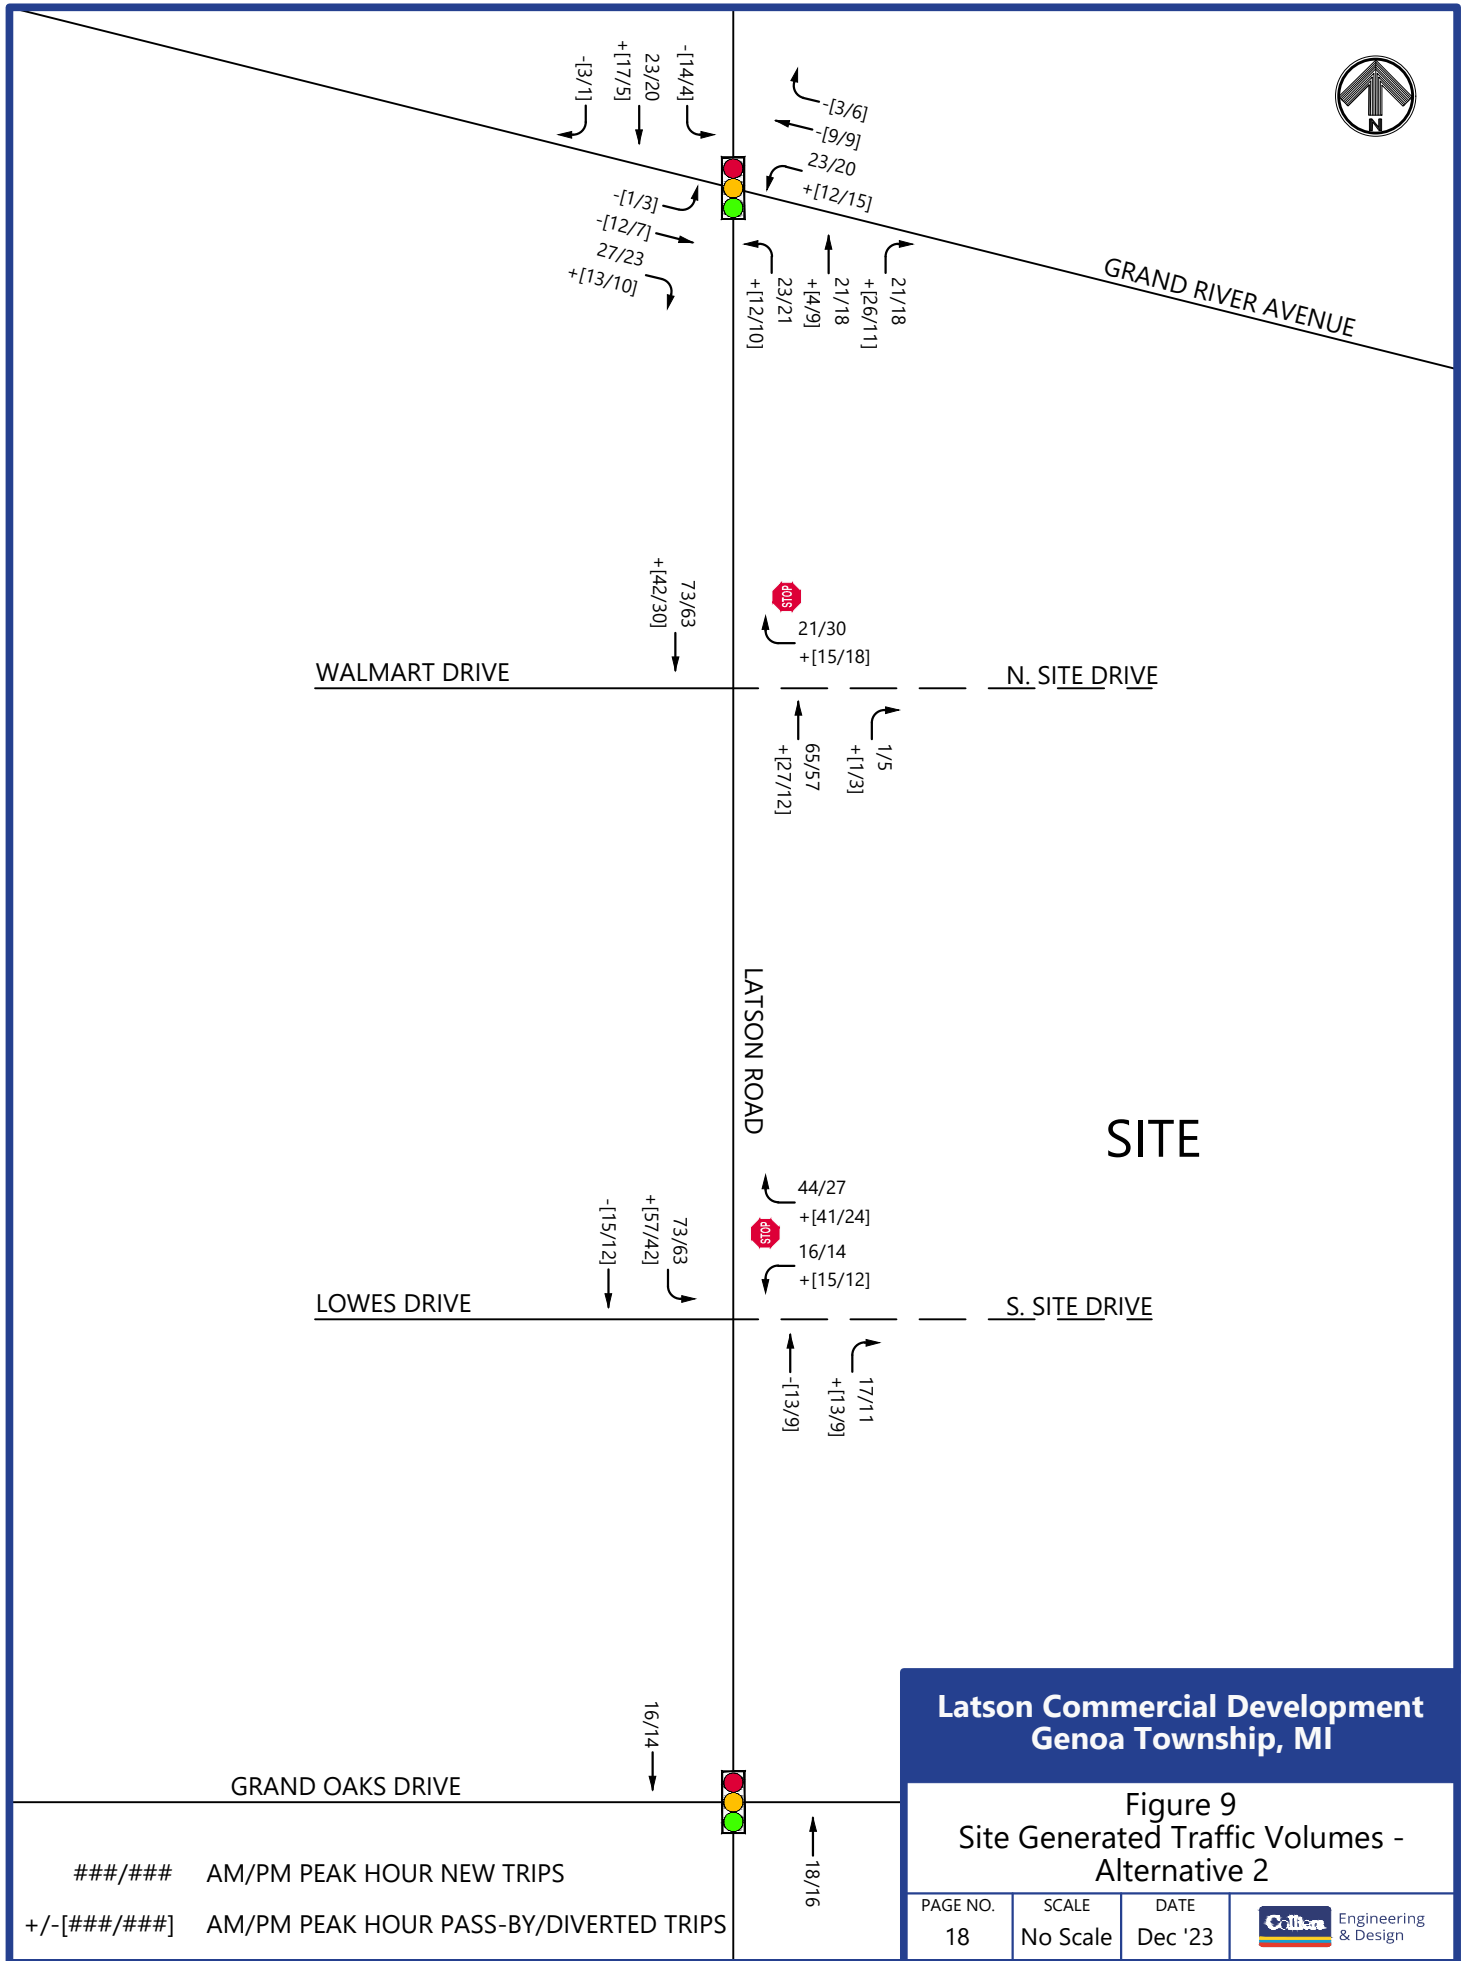 -[3/1]
+[17/5]
23/20
-[14/4]
-[3/6]
-[9/9]
23/20
+[12/15]
N
-[1/3]
-[12/7]
27/23
+[13/10]
+[12/10]
23/21
+[4/9]
21/18
+[26/11]
21/18
GRAND RIVER AVENUE
+[42/30]
73/63
STOP
21/30
+[15/18]
WALMART DRIVE
N. SITE DRIVE
+[27/12]
65/57
+[1/3]
1/5
LATSON ROAD
SITE
-[15/12]
+[57/42]
73/63
44/27
+[41/24]
STOP
16/14
+[15/12]
LOWES DRIVE
S. SITE DRIVE
-[13/9]
+[13/9]
17/11
16/14
GRAND OAKS DRIVE
18/16
###/### AM/PM PEAK HOUR NEW TRIPS
+/-[###/###] AM/PM PEAK HOUR PASS-BY/DIVERTED TRIPS
Latson Commercial Development
Genoa Township, MI
Figure 9
Site Generated Traffic Volumes -
Alternative 2
PAGE NO.
18
SCALE
No Scale
DATE
Dec '23
Colliers
Engineering
& Design